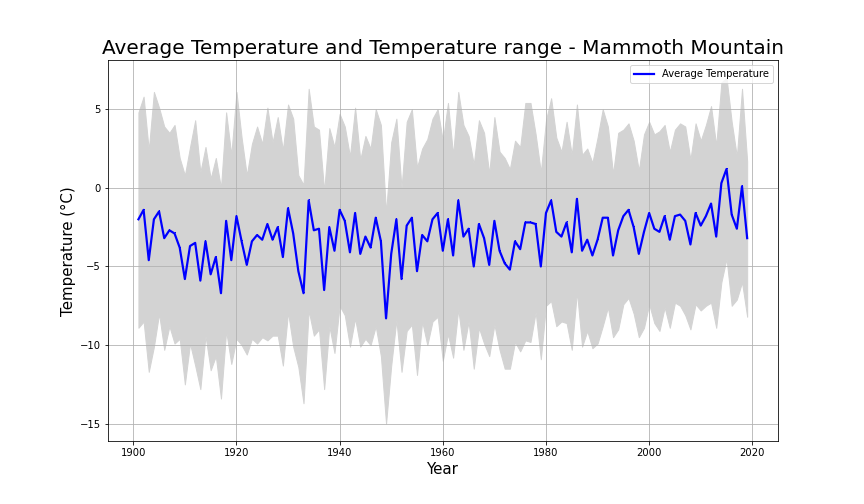 Average Temperature and Temperature range - Mammoth Mountain
Average Temperature
Temperature (°C)
5
0
−5
−10
−15
1900 1920 1940 1960 1980 2000 2020
Year